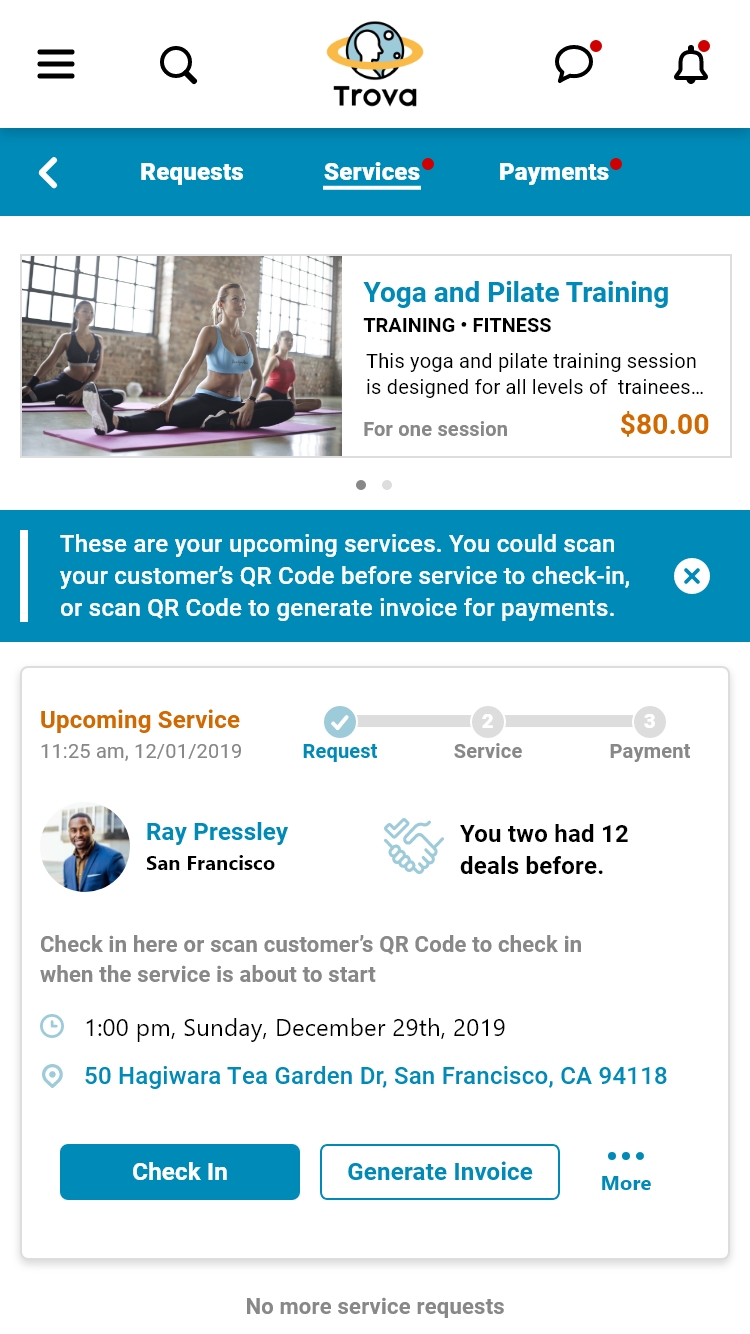 Trova
Requests
Services
Payments
Yoga and Pilate Training
TRAINING • FITNESS
This yoga and pilate training session
is designed for all levels of trainees...
For one session
$80.00
These are your upcoming services. You could scan
your customer’s QR Code before service to check-in,
or scan QR Code to generate invoice for payments.
Upcoming Service
11:25 am, 12/01/2019
2
3
Request
Service
Payment
Ray Pressley
San Francisco
You two had 12
deals before.
Check in here or scan customer’s QR Code to check in
when the service is about to start
1:00 pm, Sunday, December 29th, 2019
50 Hagiwara Tea Garden Dr, San Francisco, CA 94118
Check In
Generate Invoice
More
No more service requests